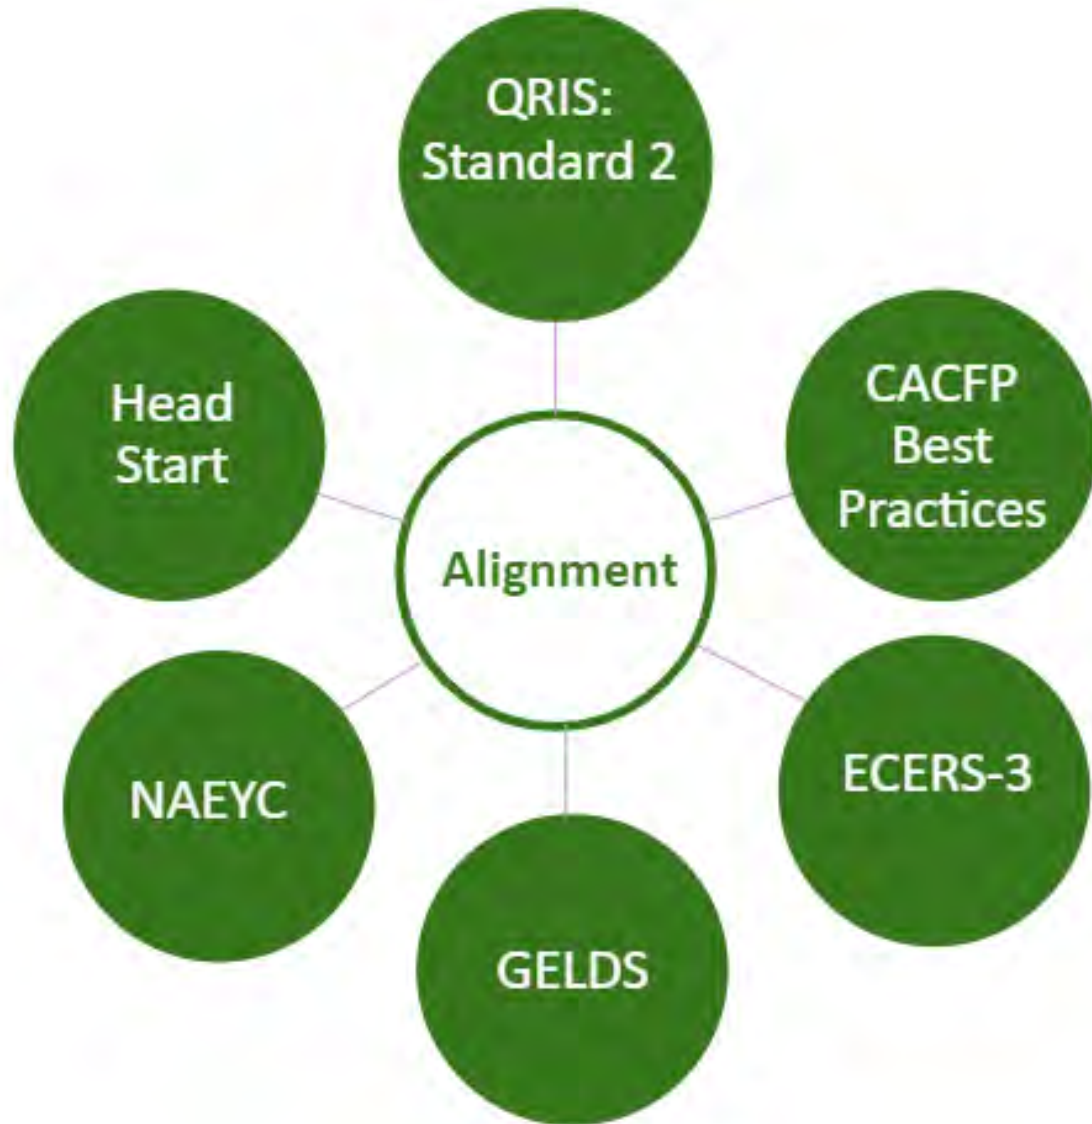 QRIS:
Standard 2
CACFP
Best
Practices
Head
Start
Alignment
ECERS-3
NAEYC
GELDS